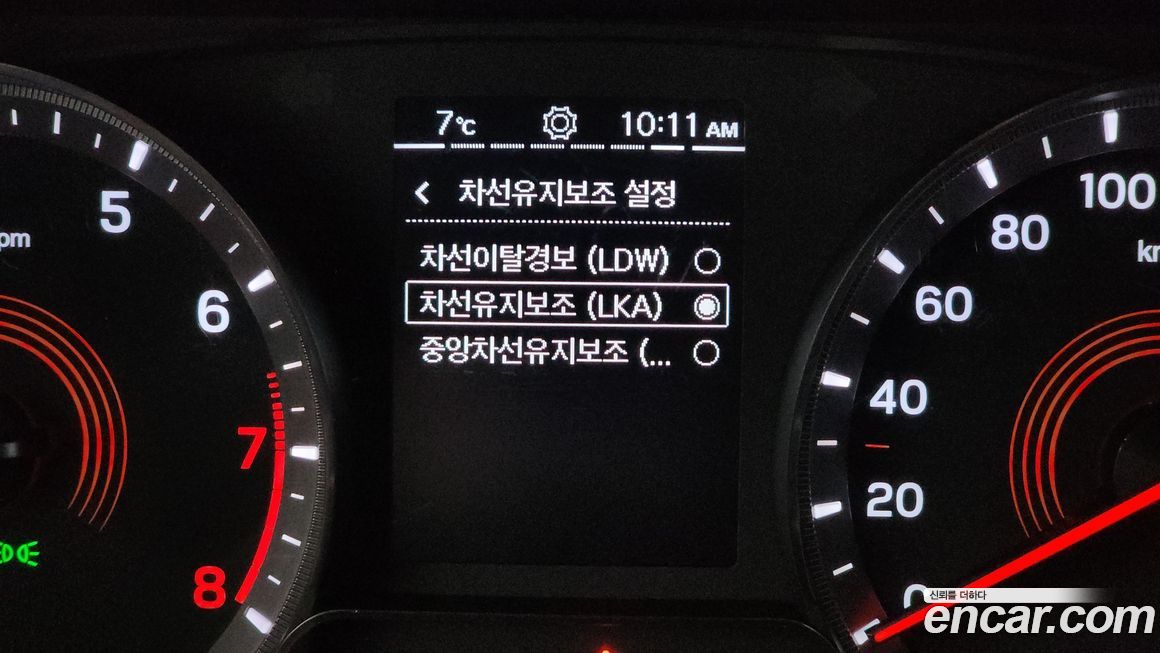 7℃
10:11 AM
< 차선유지보조 설정
차선이탈경보 (LDW)
차선유지보조 (LKA)
중앙차선유지보조 (...
5
6
7
8
pm
100
80
60
40
20
0
신뢰를 더하다
encar.com